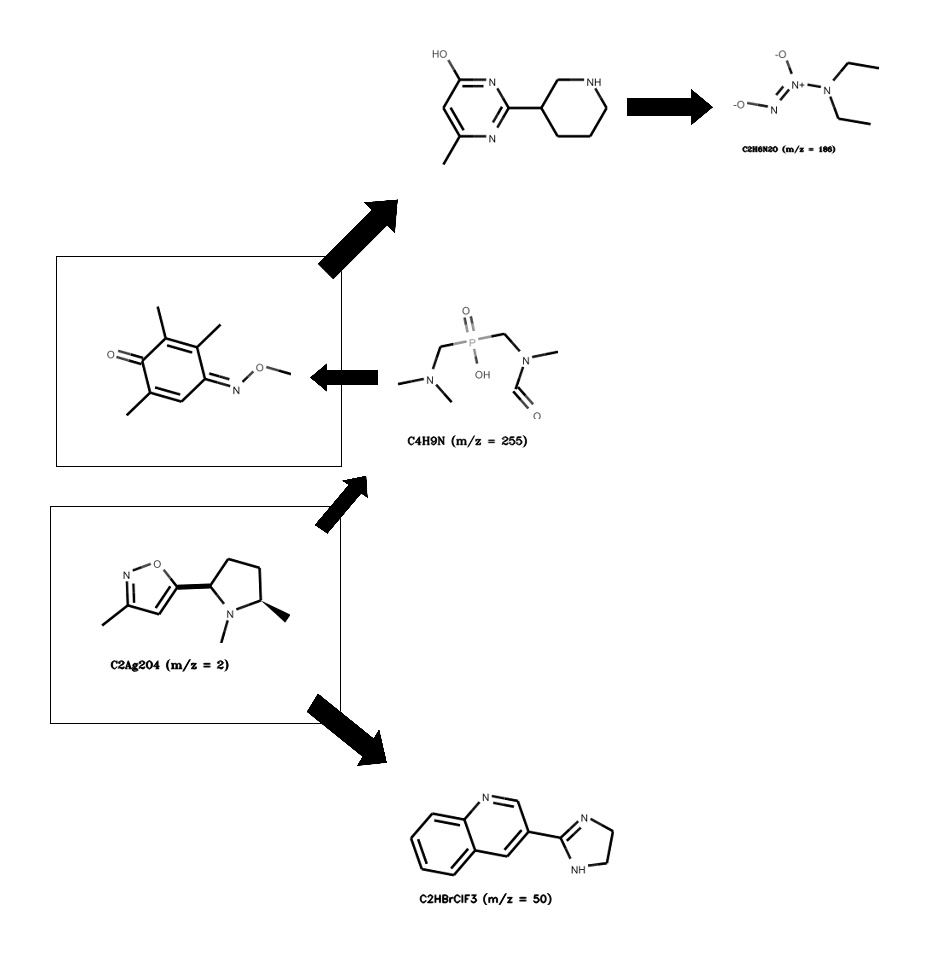 HO
N
NH
N
-O
N+
N
-O
N
C2H6N2O (m/z = 186)
O
O
N
O
P
OH
N
N
O
C4H9N (m/z = 255)
N
O
N
C2Ag2O4 (m/z = 2)
N
N
NH
C2HBrClF3 (m/z = 50)